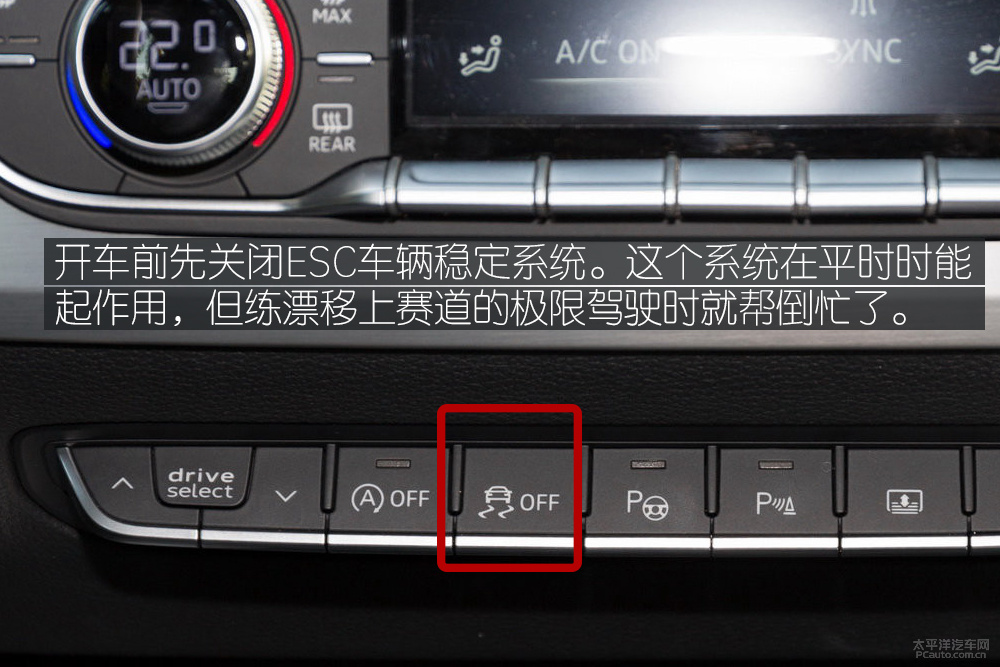 22.0
AUTO
MAX
REAR
A/C ON
SYNC
开车前先关闭ESC车辆稳定系统。这个系统在平时时能
起作用，但练漂移上赛道的极限驾驶时就帮倒忙了。
drive
select
A OFF
OFF
P
P
太平洋汽车网
PCauto.com.cn